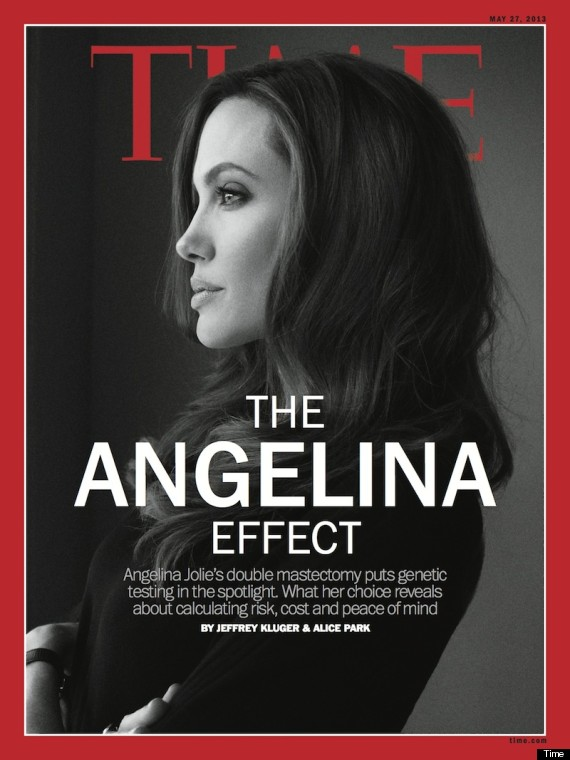 MAY 27, 2013
TIME
THE
ANGELINA
EFFECT
Angelina Jolie's double mastectomy puts genetic
testing in the spotlight. What her choice reveals
about calculating risk, cost and peace of mind
BY JEFFREY KLUGER & ALICE PARK
time.com
Time